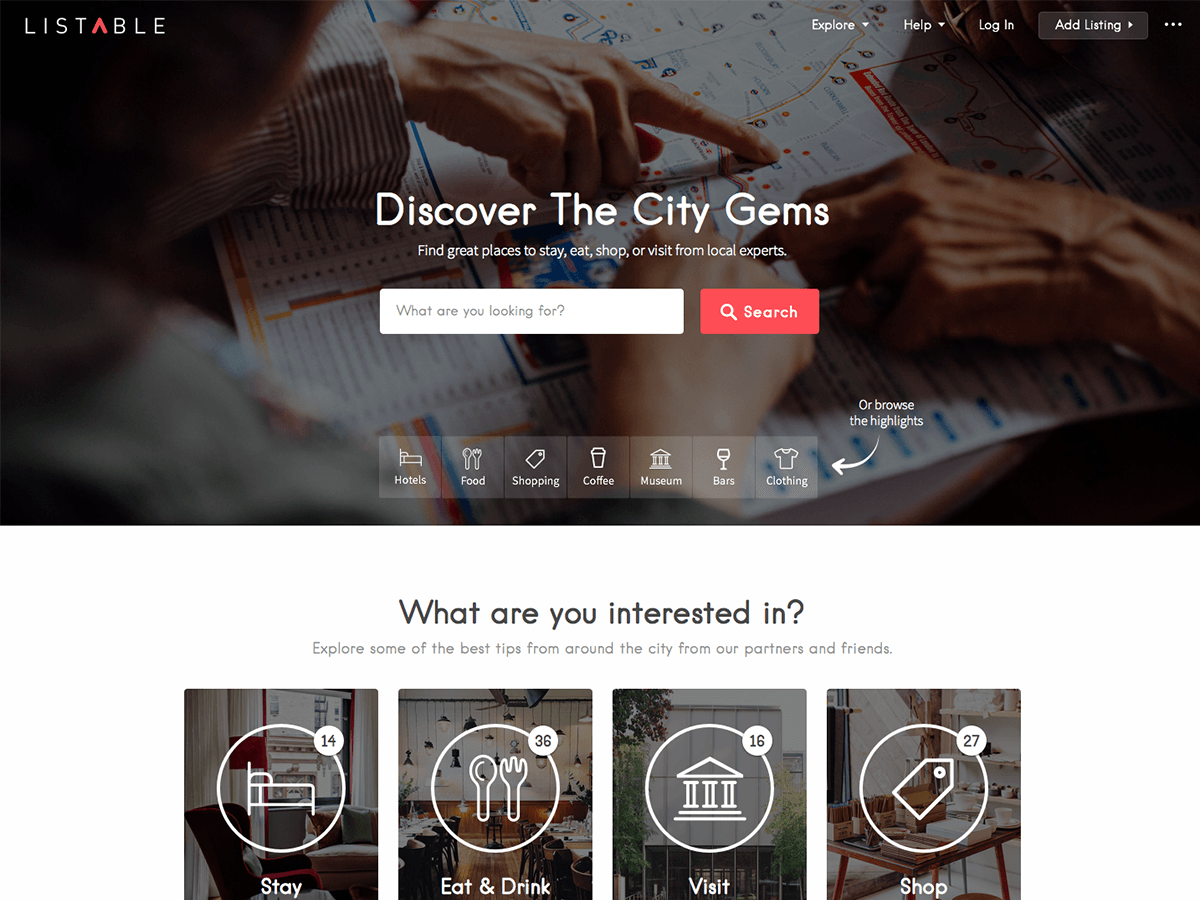 LISTABLE
Explore
Help
Log In
Add Listing
Discover The City Gems
Find great places to stay, eat, shop, or visit from local experts.
What are you looking for?
Search
Or browse
the highlights
Hotels
Food
Shopping
Coffee
Museum
Bars
Clothing
What are you interested in?
Explore some of the best tips from around the city from our partners and friends.
14
36
16
27
Stay
Eat & Drink
Visit
Shop